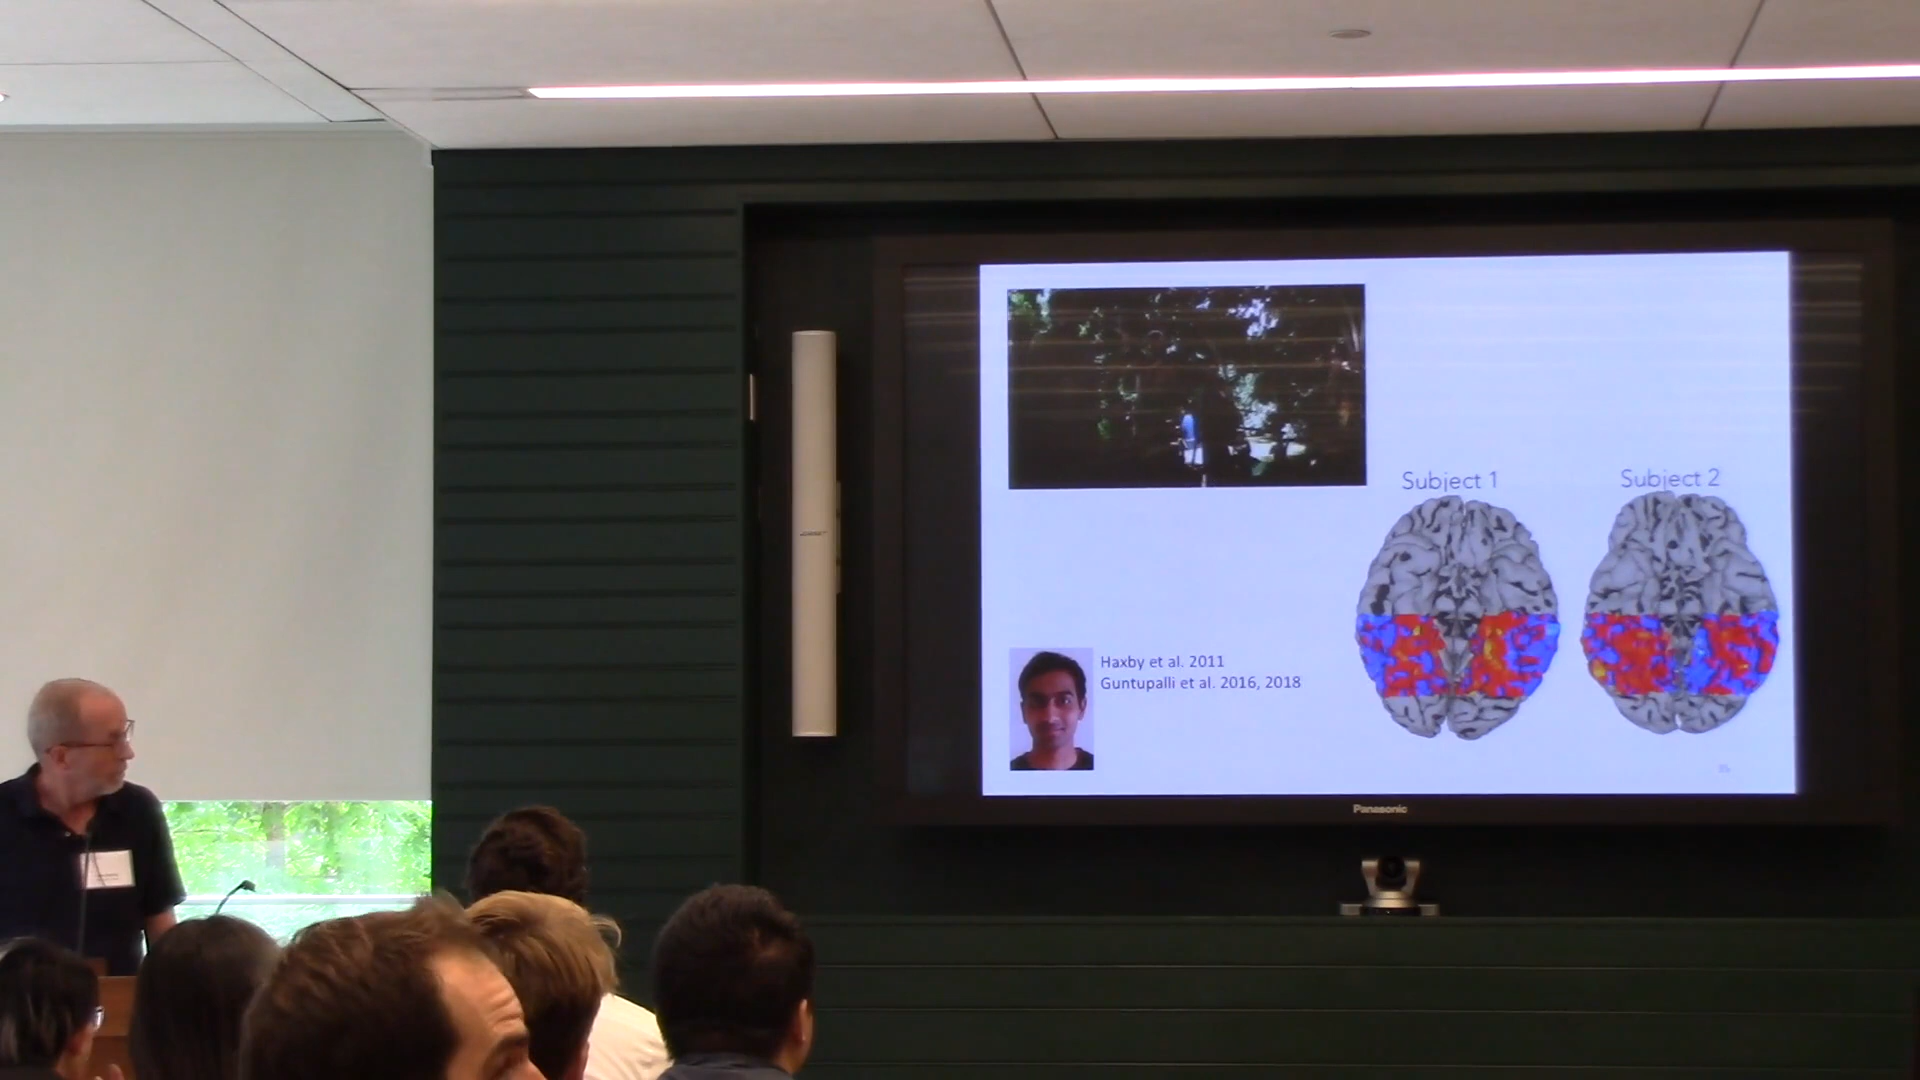 Subject 1
Subject 2
Haxby et al. 2011
Guntupalli et al. 2016, 2018
Panasonic